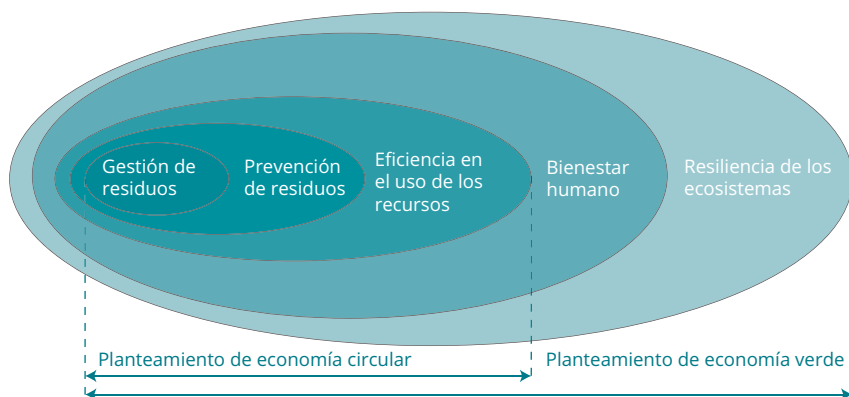 Gestión de
residuos
Prevención
de residuos
Eficiencia en
el uso de los
recursos
Bienestar
humano
Resiliencia de los
ecosistemas
Planteamiento de economía circular
Planteamiento de economía verde